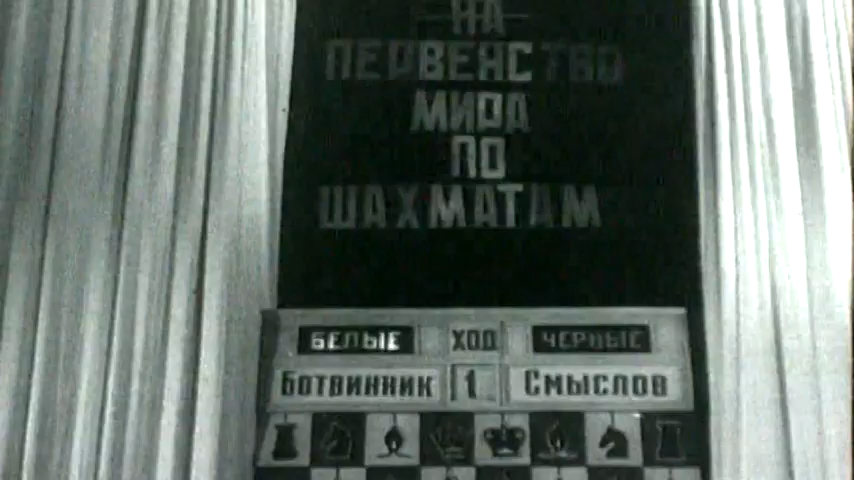 НА
ПЕРВЕНСТВО
МИРА
ПО
ШАХМАТАМ
БЕЛЫЕ ХОД ЧЕРНЫЕ
БОТВИННИК 1 СМЫСЛОВ